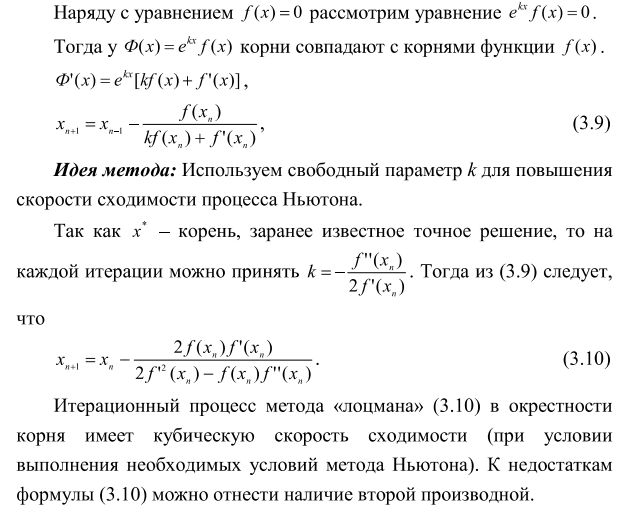 Наряду с уравнением f(x) = 0 рассмотрим уравнение e^{kx} f(x) = 0.
Тогда у Φ(x) = e^{kx} f(x) корни совпадают с корнями функции f(x).
Φ'(x) = e^{kx}[kf(x) + f'(x)],
x_{n+1} = x_{n-1} − \frac{f(x_n)}{kf(x_n) + f'(x_n)}, (3.9)
Идея метода: Используем свободный параметр k для повышения
скорости сходимости процесса Ньютона.
Так как x^* – корень, заранее известное точное решение, то на
каждой итерации можно принять k = −\frac{f''(x_n)}{2f'(x_n)}. Тогда из (3.9) следует,
что
x_{n+1} = x_n − \frac{2f(x_n)f'(x_n)}{2f'^2(x_n) − f(x_n)f''(x_n)}. (3.10)
Итерационный процесс метода «лоцмана» (3.10) в окрестности
корня имеет кубическую скорость сходимости (при условии
выполнения необходимых условий метода Ньютона). К недостаткам
формулы (3.10) можно отнести наличие второй производной.